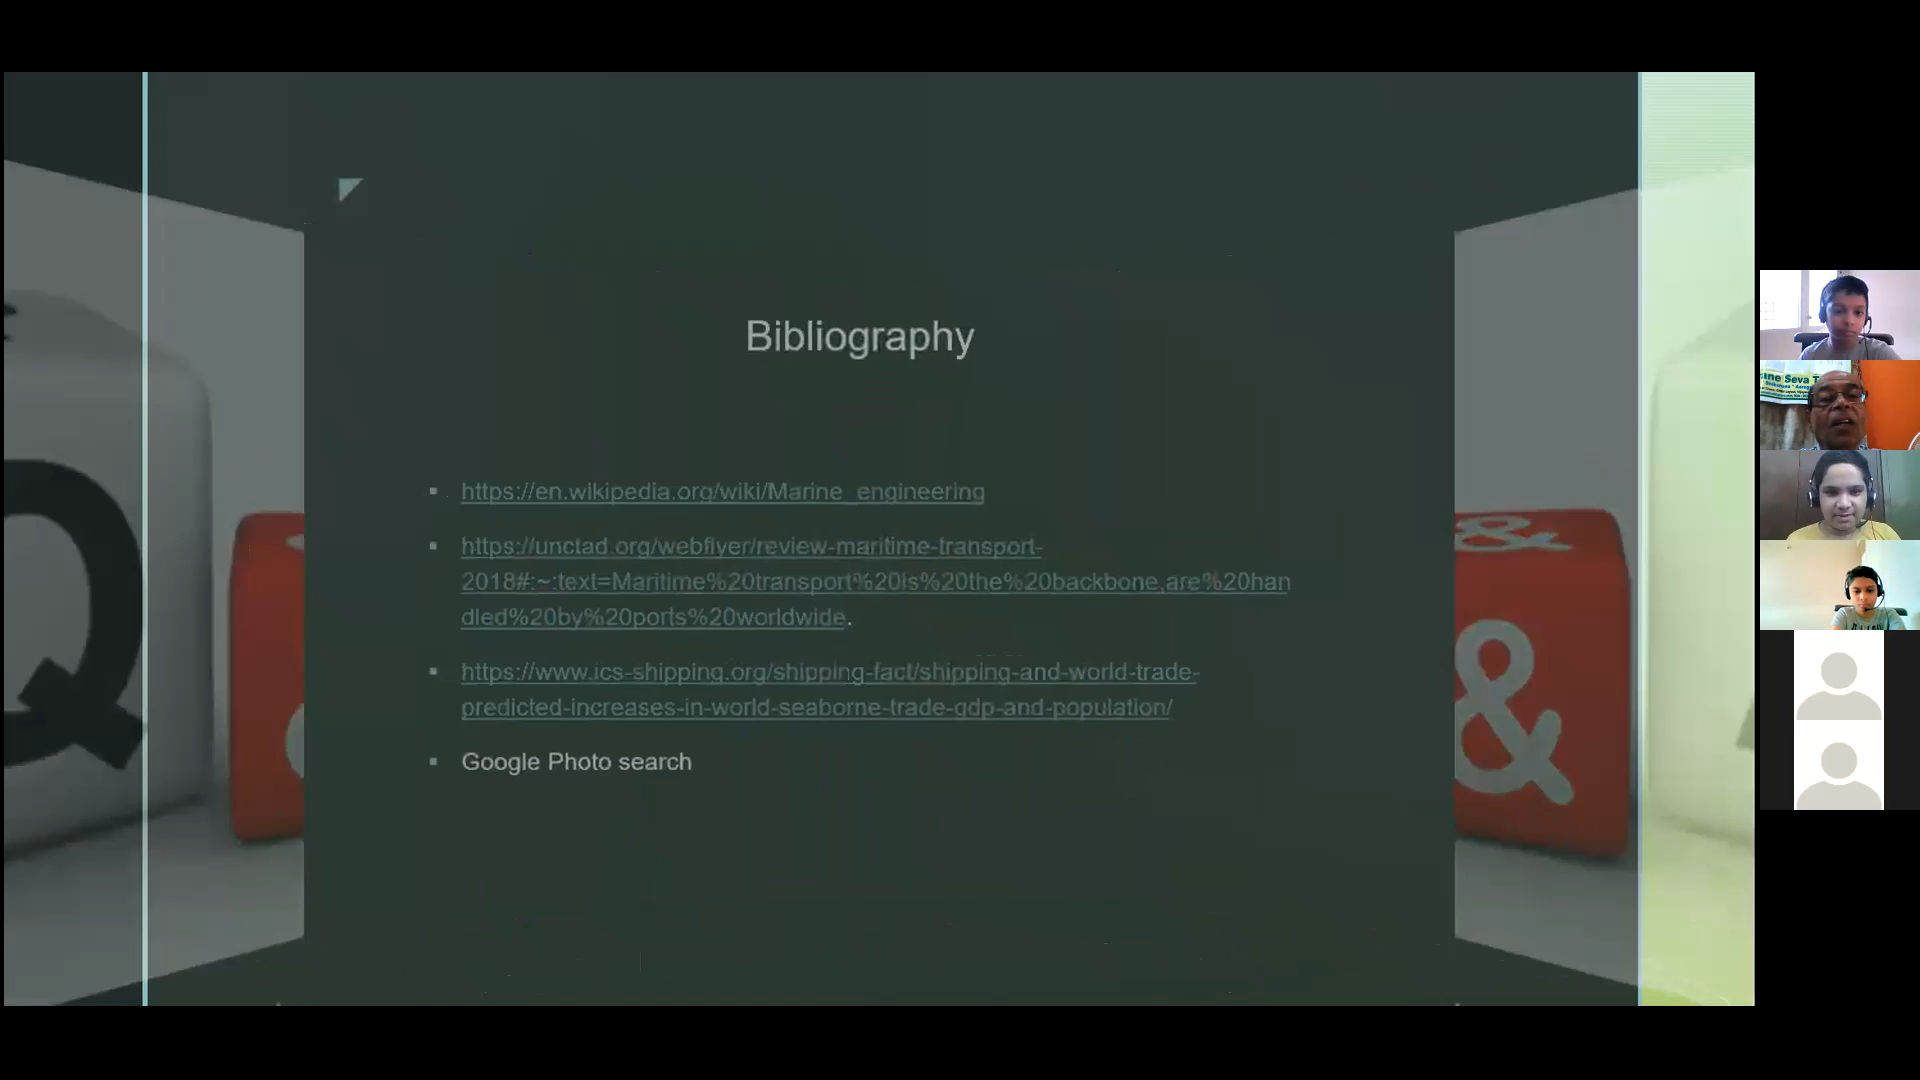 Bibliography
https://en.wikipedia.org/wiki/Marine_engineering
https://unctad.org/webflyer/review-maritime-transport-
2018#:~:text=Maritime%20transport%20is%20the%20backbone,are%20han
dled%20by%20ports%20worldwide.
https://www.ics-shipping.org/shipping-fact/shipping-and-world-trade-
predicted-increases-in-world-seaborne-trade-gdp-and-population/
Google Photo search
Q
&
&
Seva